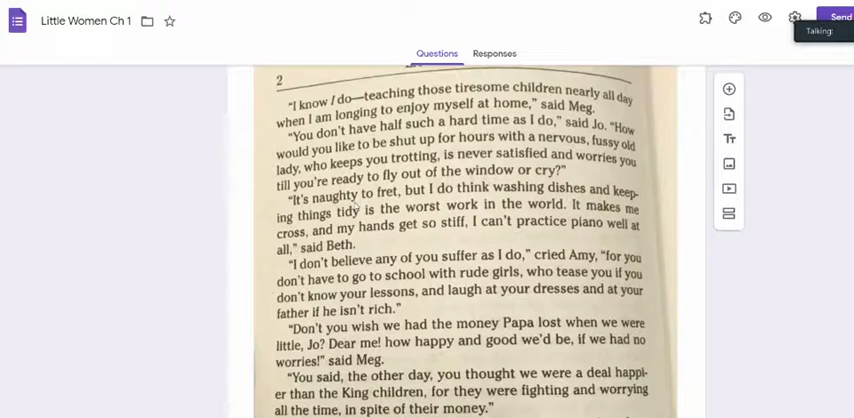 Little Women Ch 1
Send
Talking:
Questions Responses
2
"I know I do—teaching those tiresome children nearly all day
when I am longing to enjoy myself at home," said Meg.
"You don't have half such a hard time as I do," said Jo. "How
would you like to be shut up for hours with a nervous, fussy old
lady, who keeps you trotting, is never satisfied and worries you
till you're ready to fly out of the window or cry?"
"It's naughty to fret, but I do think washing dishes and keep-
ing things tidy is the worst work in the world. It makes me
cross, and my hands get so stiff, I can't practice piano well at
all," said Beth.
"I don't believe any of you suffer as I do," cried Amy, "for you
don't have to go to school with rude girls, who tease you if you
don't know your lessons, and laugh at your dresses and at your
father if he isn't rich."
"Don't you wish we had the money Papa lost when we were
little, Jo? Dear me! how happy and good we'd be, if we had no
worries!" said Meg.
"You said, the other day, you thought we were a deal happi-
er than the King children, for they were fighting and worrying
all the time, in spite of their money."
Tт